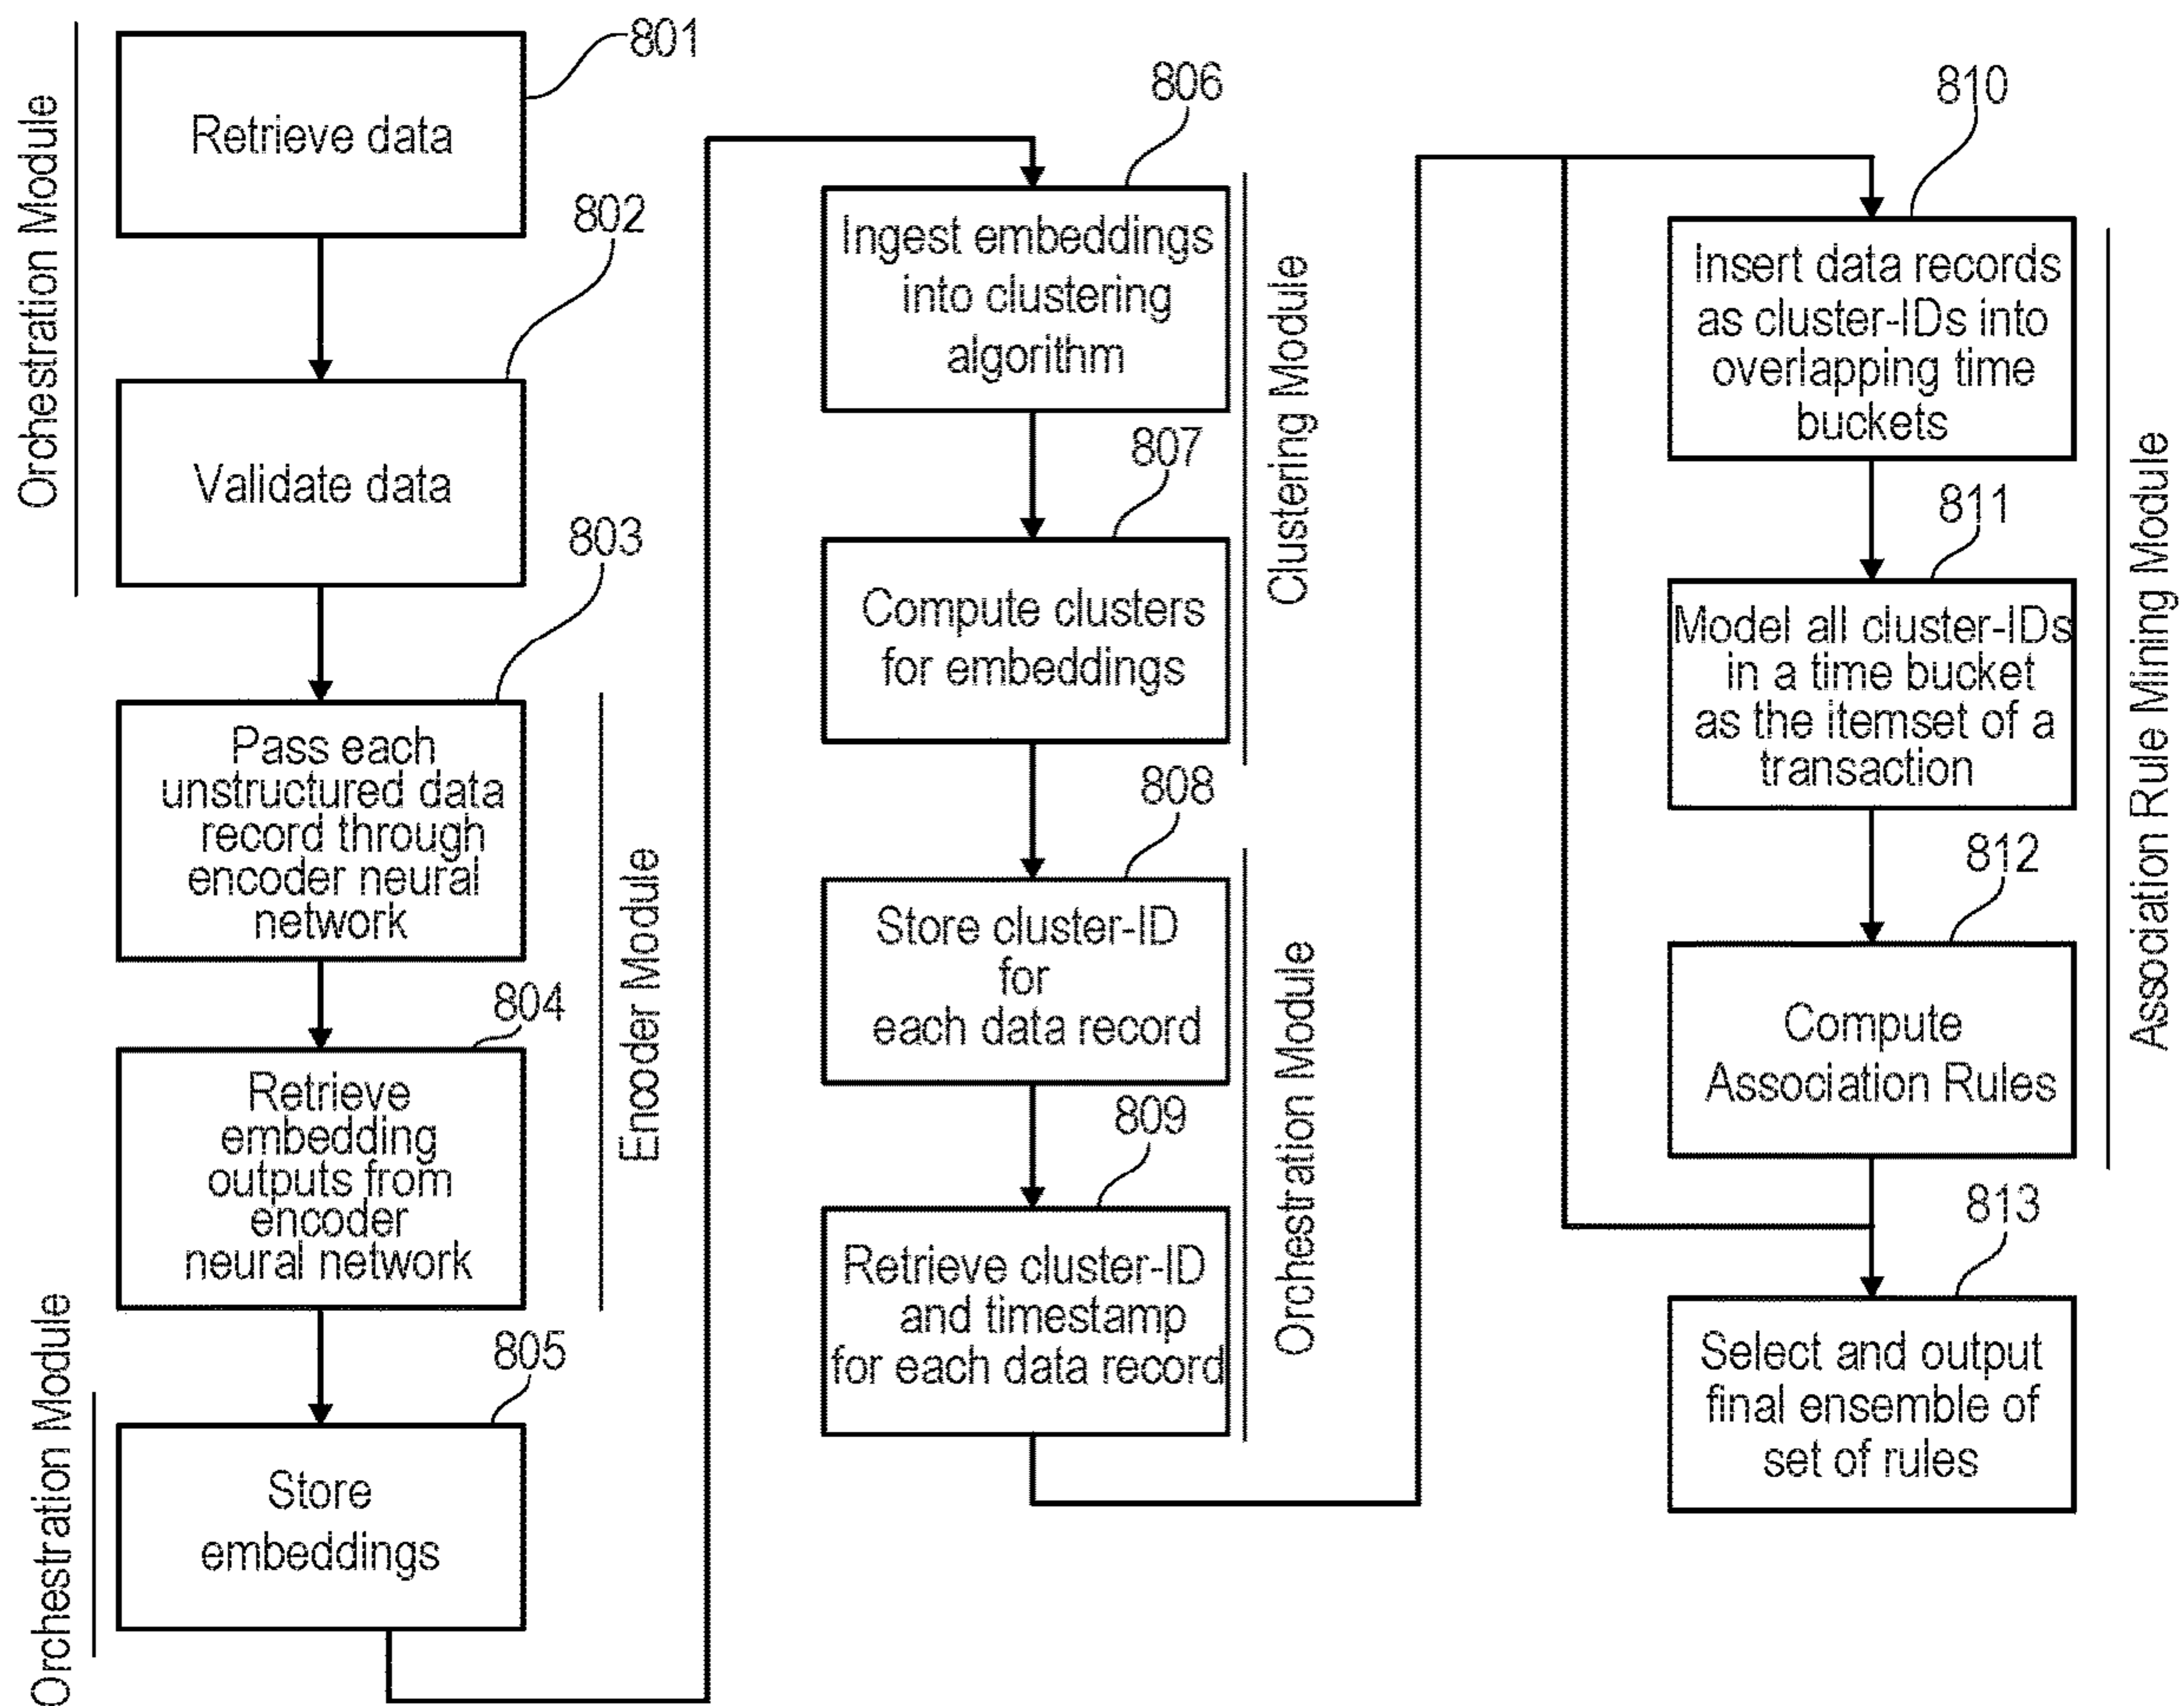 Orchestration Module
801
Retrieve data
802
Validate data
803
Pass each
unstructured data
record through
encoder neural
network
Encoder Module
804
Retrieve
embedding
outputs from
encoder
neural network
Orchestration Module
805
Store
embeddings
806
Ingest embeddings
into clustering
algorithm
Clustering Module
807
Compute clusters
for embeddings
808
Store cluster-ID
for
each data record
Orchestration Module
809
Retrieve cluster-ID
and timestamp
for each data record
810
Insert data records
as cluster-IDs into
overlapping time
buckets
Association Rule Mining Module
811
Model all cluster-IDs
in a time bucket
as the itemset of a
transaction
812
Compute
Association Rules
813
Select and output
final ensemble of
set of rules